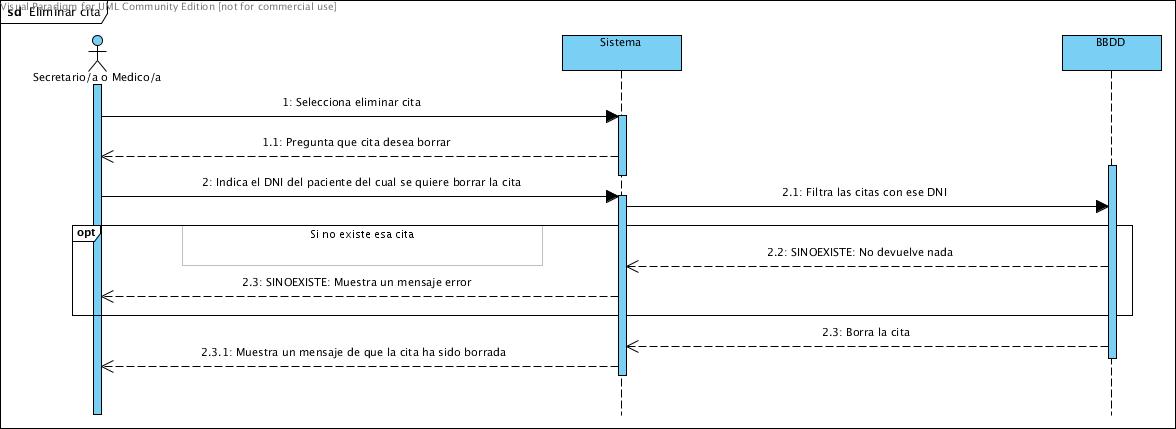 Visual Paradigm for UML Community Edition [not for commercial use]
sd Eliminar cita
Sistema
BBDD
Secretario/a o Medico/a
1: Selecciona eliminar cita
1.1: Pregunta que cita desea borrar
2: Indica el DNI del paciente del cual se quiere borrar la cita
2.1: Filtra las citas con ese DNI
opt
Si no existe esa cita
2.2: SINOEXISTE: No devuelve nada
2.3: SINOEXISTE: Muestra un mensaje error
2.3: Borra la cita
2.3.1: Muestra un mensaje de que la cita ha sido borrada